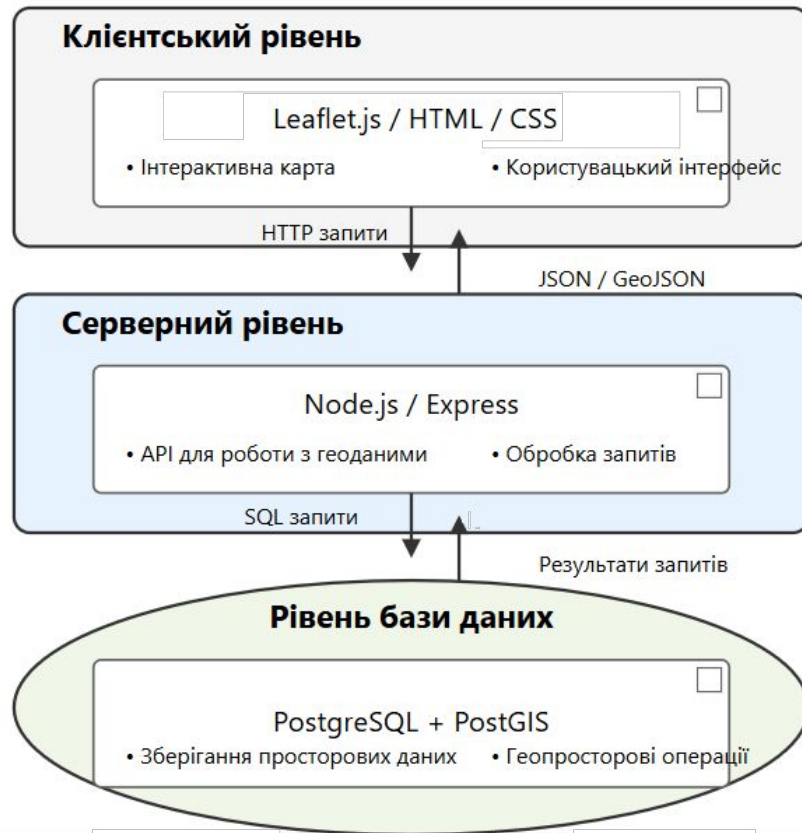 Клієнтський рівень
Leaflet.js / HTML / CSS
• Інтерактивна карта • Користувацький інтерфейс
HTTP запити
JSON / GeoJSON
Серверний рівень
Node.js / Express
• API для роботи з геоданими • Обробка запитів
SQL запити
Результати запитів
Рівень бази даних
PostgreSQL + PostGIS
• Зберігання просторових даних • Геопросторові операції